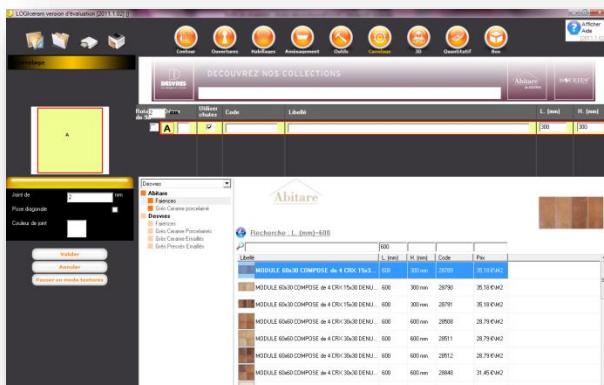 LOGIceram version d'évaluation [2011.1.02] ()
Afficher
Aide
Contour
Ouvertures
Habillages
Aménagement
Outils
Carrelage
3D
Quantitatif
Box
Carrelage
DESVRES
DECOUVREZ NOS COLLECTIONS
Abitare
Utiliser
chutes
Code
Libellé
L. (mm)
H. (mm)
A
A
300
300
Joint de
2
mm
Pose diagonale
Couleur de joint
Valider
Annuler
Passer en mode textures
Desvres
Abitare
Faiences
Grès Cerame porcelainé
Desvres
Faiences
Grès Cerame Porcelainés
Grès Cerame Emaillés
Grès Pressés Emaillés
Abitare
Recherche : L. (mm)=600
600
Libellé
L. (mm)
H. (mm)
Code
Prix
MODULE 60x30 COMPOSE de 4 CRX 15x3... 600 300 mm 28789 35,18 €/M2
MODULE 60x30 COMPOSE de 4 CRX 15x30 DENU... 600 300 mm 28790 35,18 €/M2
MODULE 60x30 COMPOSE de 4 CRX 15x30 DENU... 600 300 mm 28791 35,18 €/M2
MODULE 60x60 COMPOSE de 4 CRX 30x30 DENU... 600 600 mm 28508 28,79 €/M2
MODULE 60x60 COMPOSE de 4 CRX 30x30 DENU... 600 600 mm 28511 28,79 €/M2
MODULE 60x60 COMPOSE de 4 CRX 30x30 DENU... 600 600 mm 28512 28,79 €/M2
MODULE 60x60 COMPOSE de 4 CRX 30x30 DENU... 600 600 mm 28848 31,45 €/M2